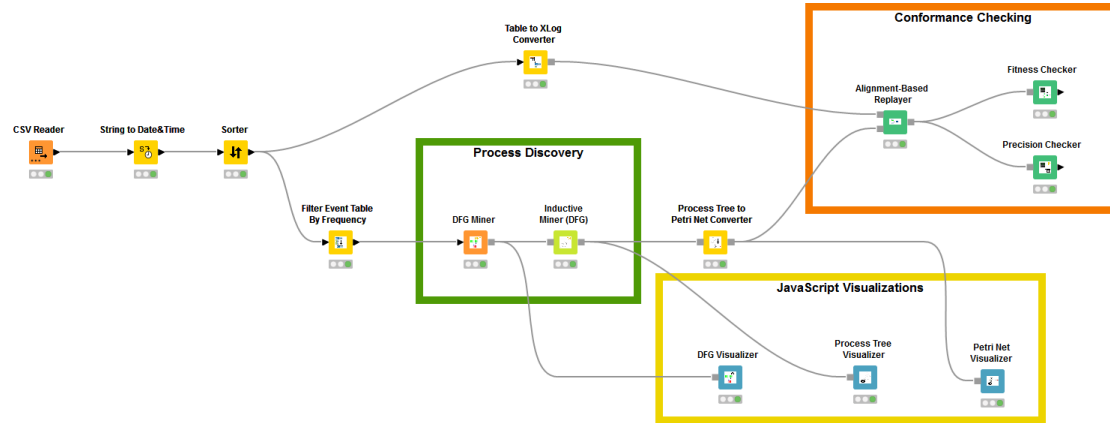 Conformance Checking
Table to XLog
Converter
Fitness Checker
Alignment-Based
Replayer
CSV Reader
String to Date&Time
Sorter
Precision Checker
Process Discovery
Filter Event Table
By Frequency
DFG Miner
Inductive
Miner (DFG)
Process Tree to
Petri Net Converter
JavaScript Visualizations
DFG Visualizer
Process Tree
Visualizer
Petri Net
Visualizer